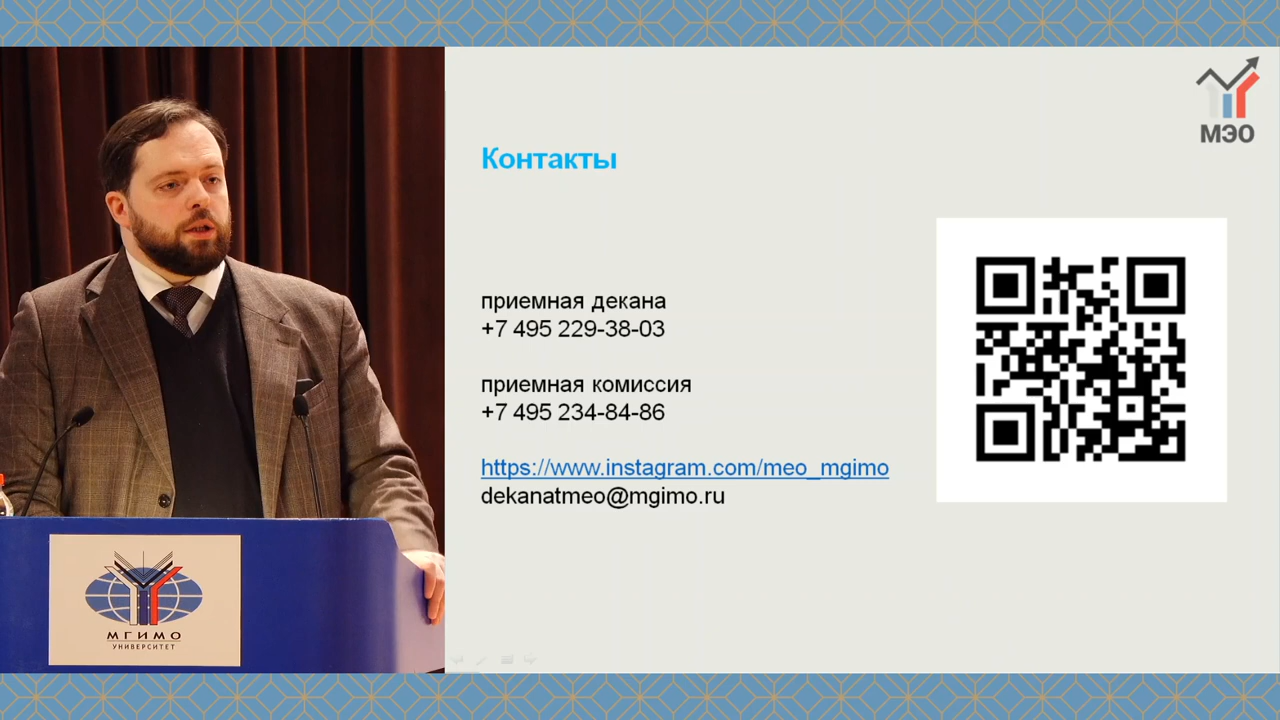 МЭО
Контакты
приемная декана
+7 495 229-38-03
приемная комиссия
+7 495 234-84-86
https://www.instagram.com/meo_mgimo
dekanatmeo@mgimo.ru
МГИМО
УНИВЕРСИТЕТ